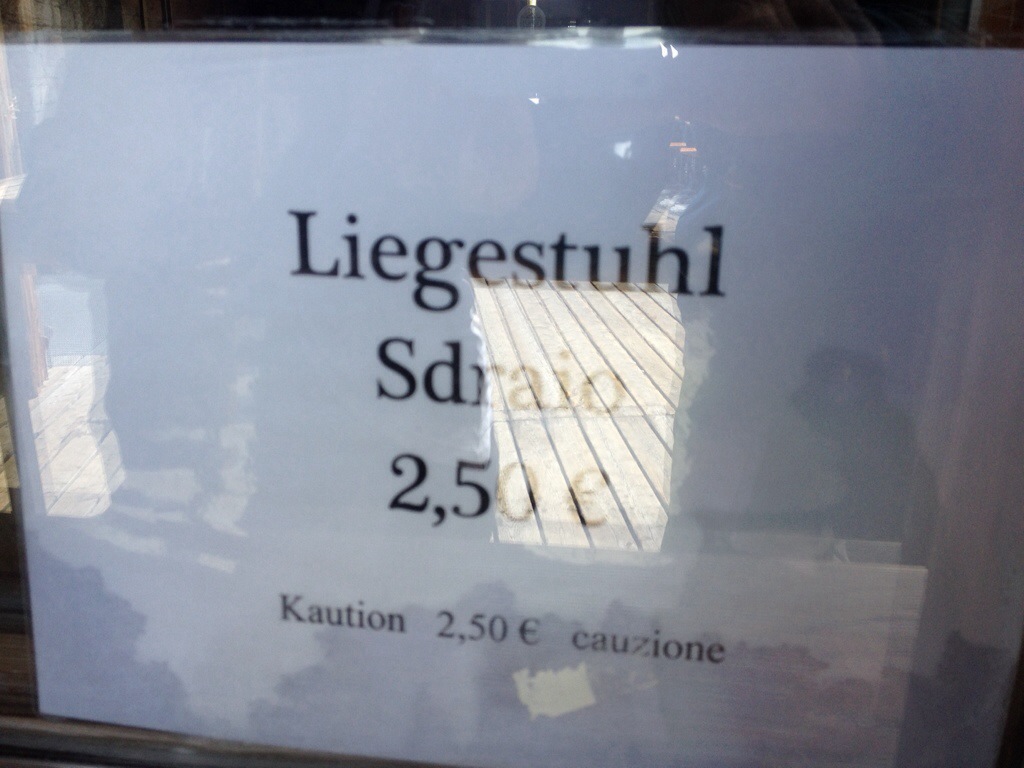 Liegestuhl
Sdraio
2,50 €
Kaution 2,50 € cauzione